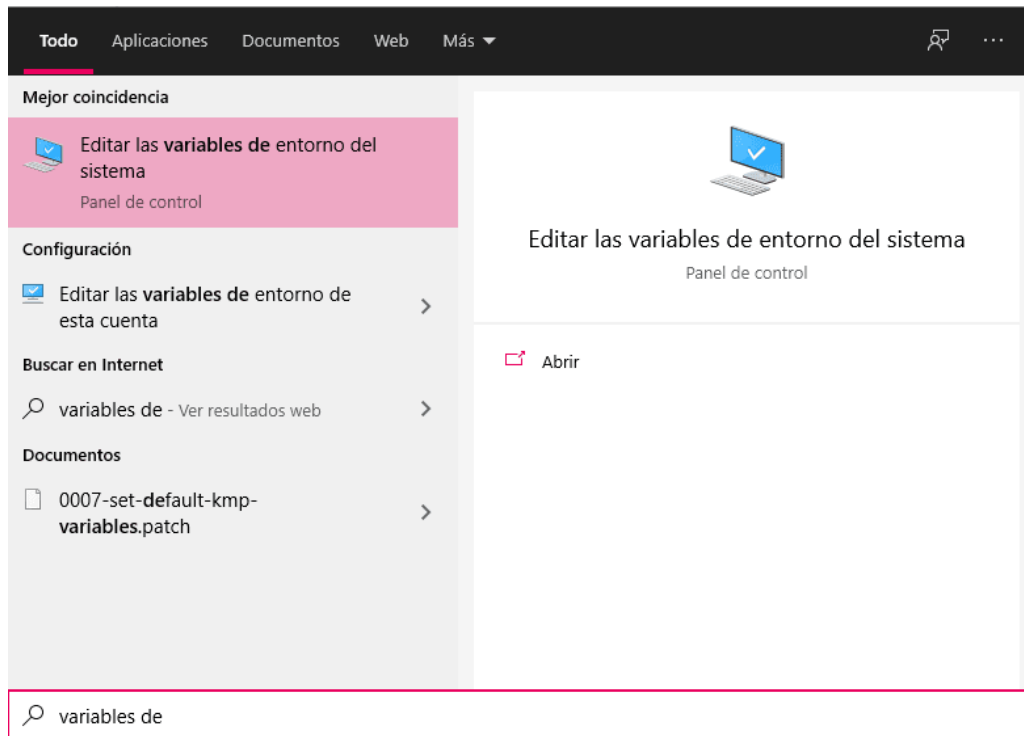 Todo Aplicaciones Documentos Web Más
Mejor coincidencia
Editar las variables de entorno del
sistema
Panel de control
Configuración
Editar las variables de entorno de
esta cuenta
Buscar en Internet
variables de - Ver resultados web
Documentos
0007-set-default-kmp-
variables.patch
Editar las variables de entorno del sistema
Panel de control
Abrir
variables de